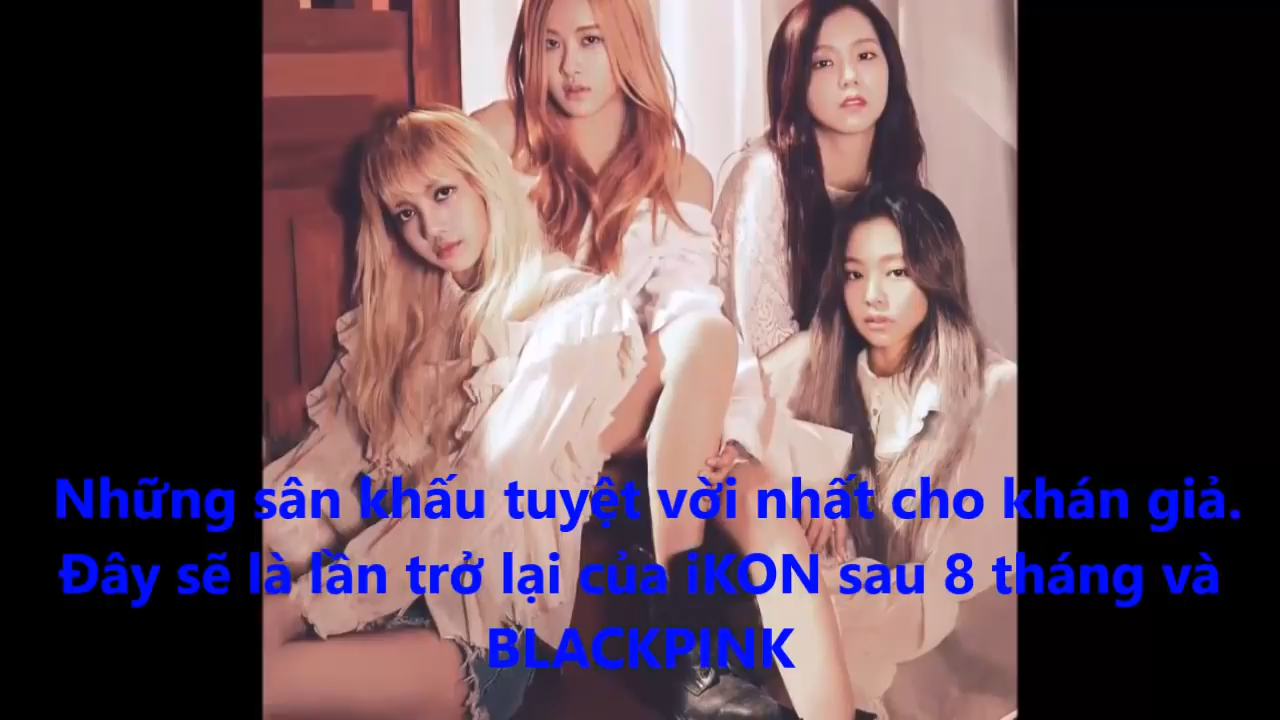 Những sân khấu tuyệt vời nhất cho khán giả.
Đây sẽ là lần trở lại của iKON sau 8 tháng và
BLACKPINK